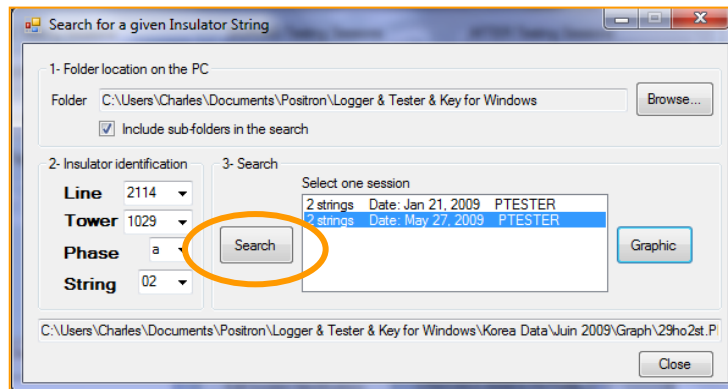 Search for a given Insulator String
1- Folder location on the PC
Folder C:\Users\Charles\Documents\Positron\Logger & Tester & Key for Windows Browse...
Include sub-folders in the search
2- Insulator identification
Line 2114
Tower 1029
Phase a
String 02
3- Search
Search
Select one session
2 strings Date: Jan 21, 2009 PTESTER
2 strings Date: May 27, 2009 PTESTER
Graphic
C:\Users\Charles\Documents\Positron\Logger & Tester & Key for Windows\Korea Data\Juin 2009\Graph\29ho2st.P
Close